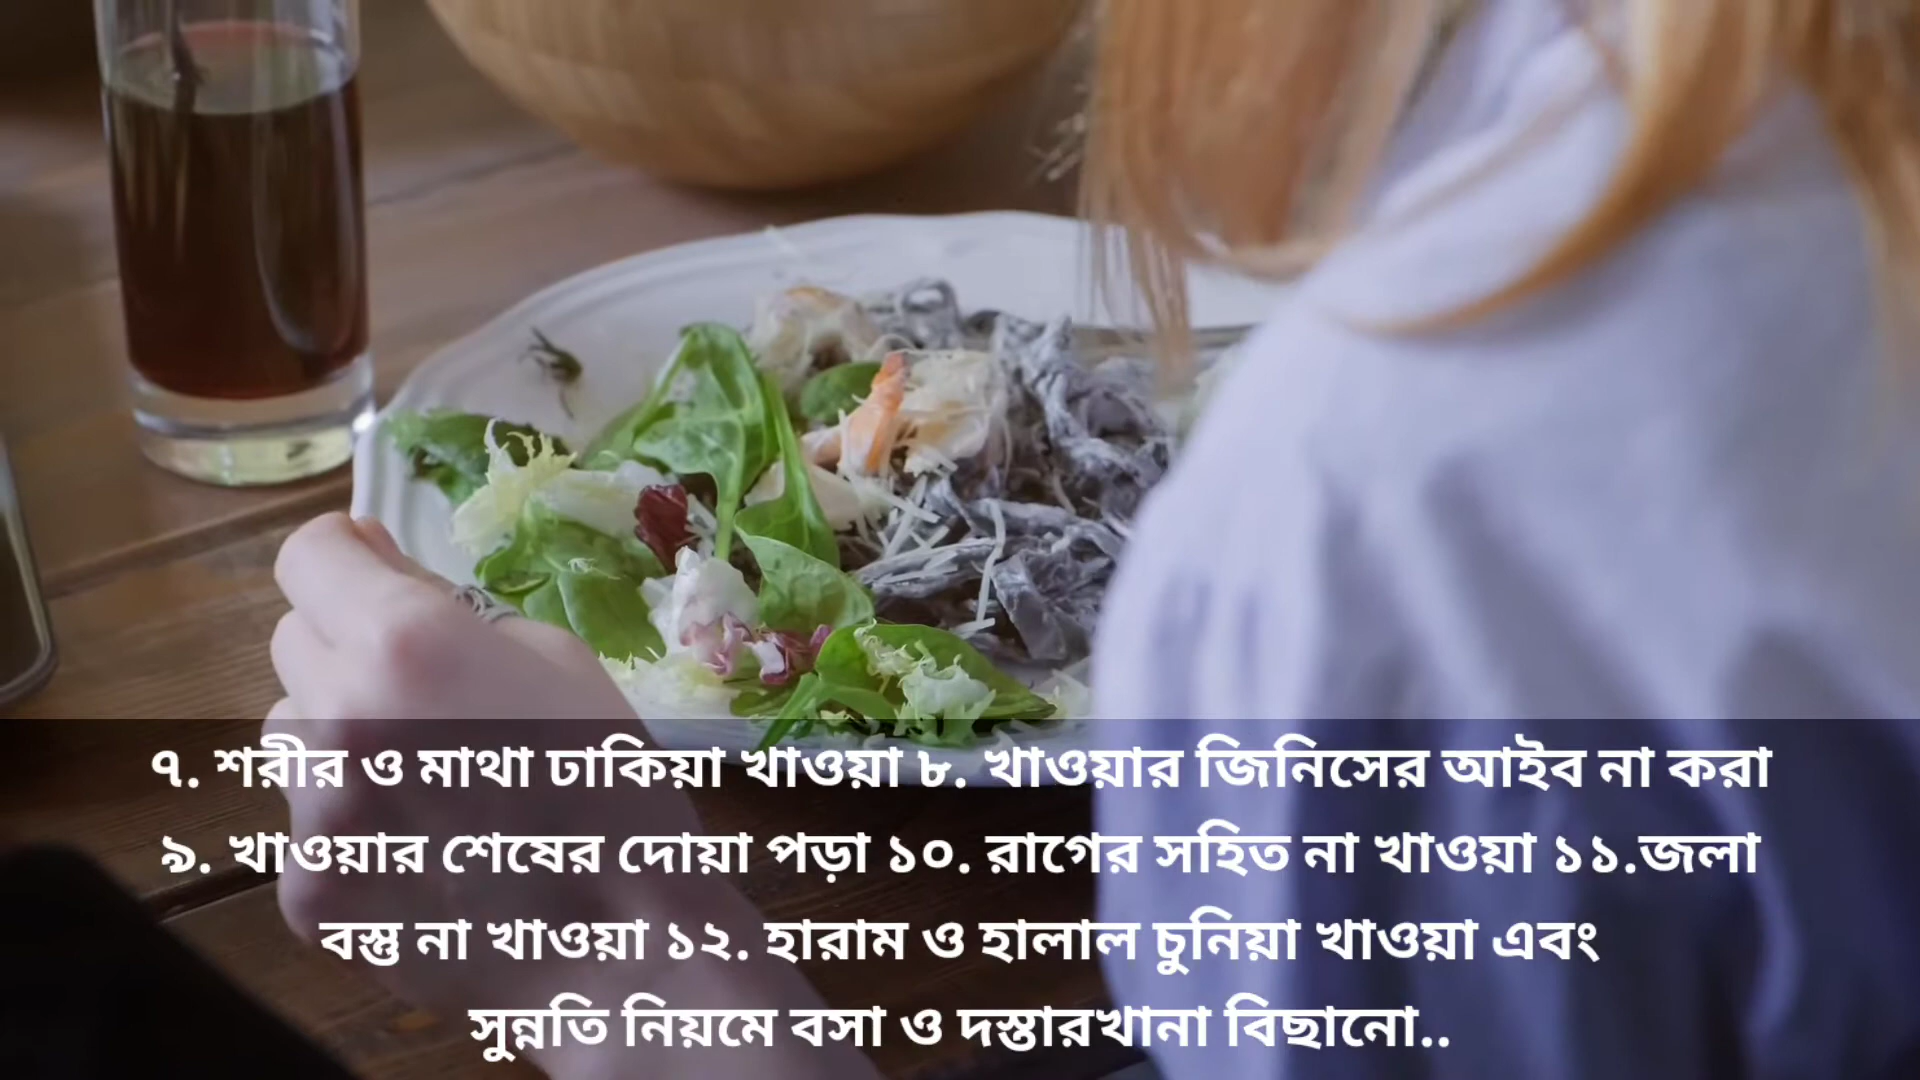 ৭. শরীর ও মাথা ঢাকিয়া খাওয়া ৮. খাওয়ার জিনিসের আইব না করা
৯. খাওয়ার শেষের দোয়া পড়া ১০. রাগের সহিত না খাওয়া ১১.জলা
বস্তু না খাওয়া ১২. হারাম ও হালাল চুনিয়া খাওয়া এবং
সুন্নতি নিয়মে বসা ও দস্তারখানা বিছানো..